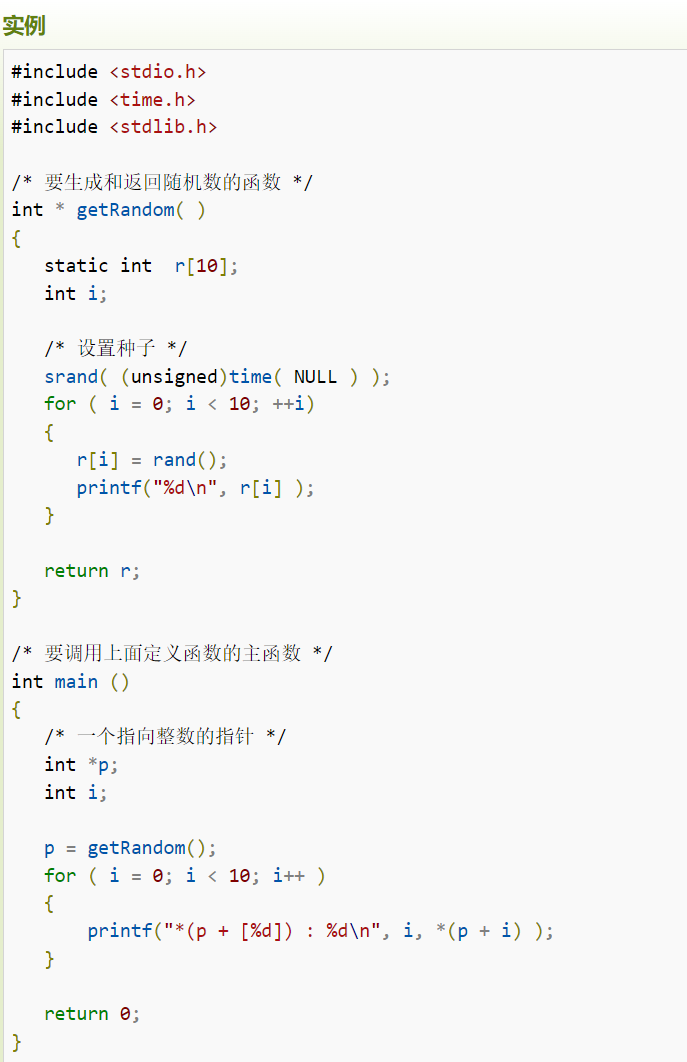 实例
#include <stdio.h>
#include <time.h>
#include <stdlib.h>
/* 要生成和返回随机数的函数 */
int * getRandom( )
{
static int  r[10];
int i;
/* 设置种子 */
srand( (unsigned)time( NULL ) );
for ( i = 0; i < 10; ++i)
{
r[i] = rand();
printf("%d\n", r[i] );
}
return r;
}
/* 要调用上面定义函数的主函数 */
int main ()
{
/* 一个指向整数的指针 */
int *p;
int i;
p = getRandom();
for ( i = 0; i < 10; i++ )
{
printf("*(p + [%d]) : %d\n", i, *(p + i) );
}
return 0;
}